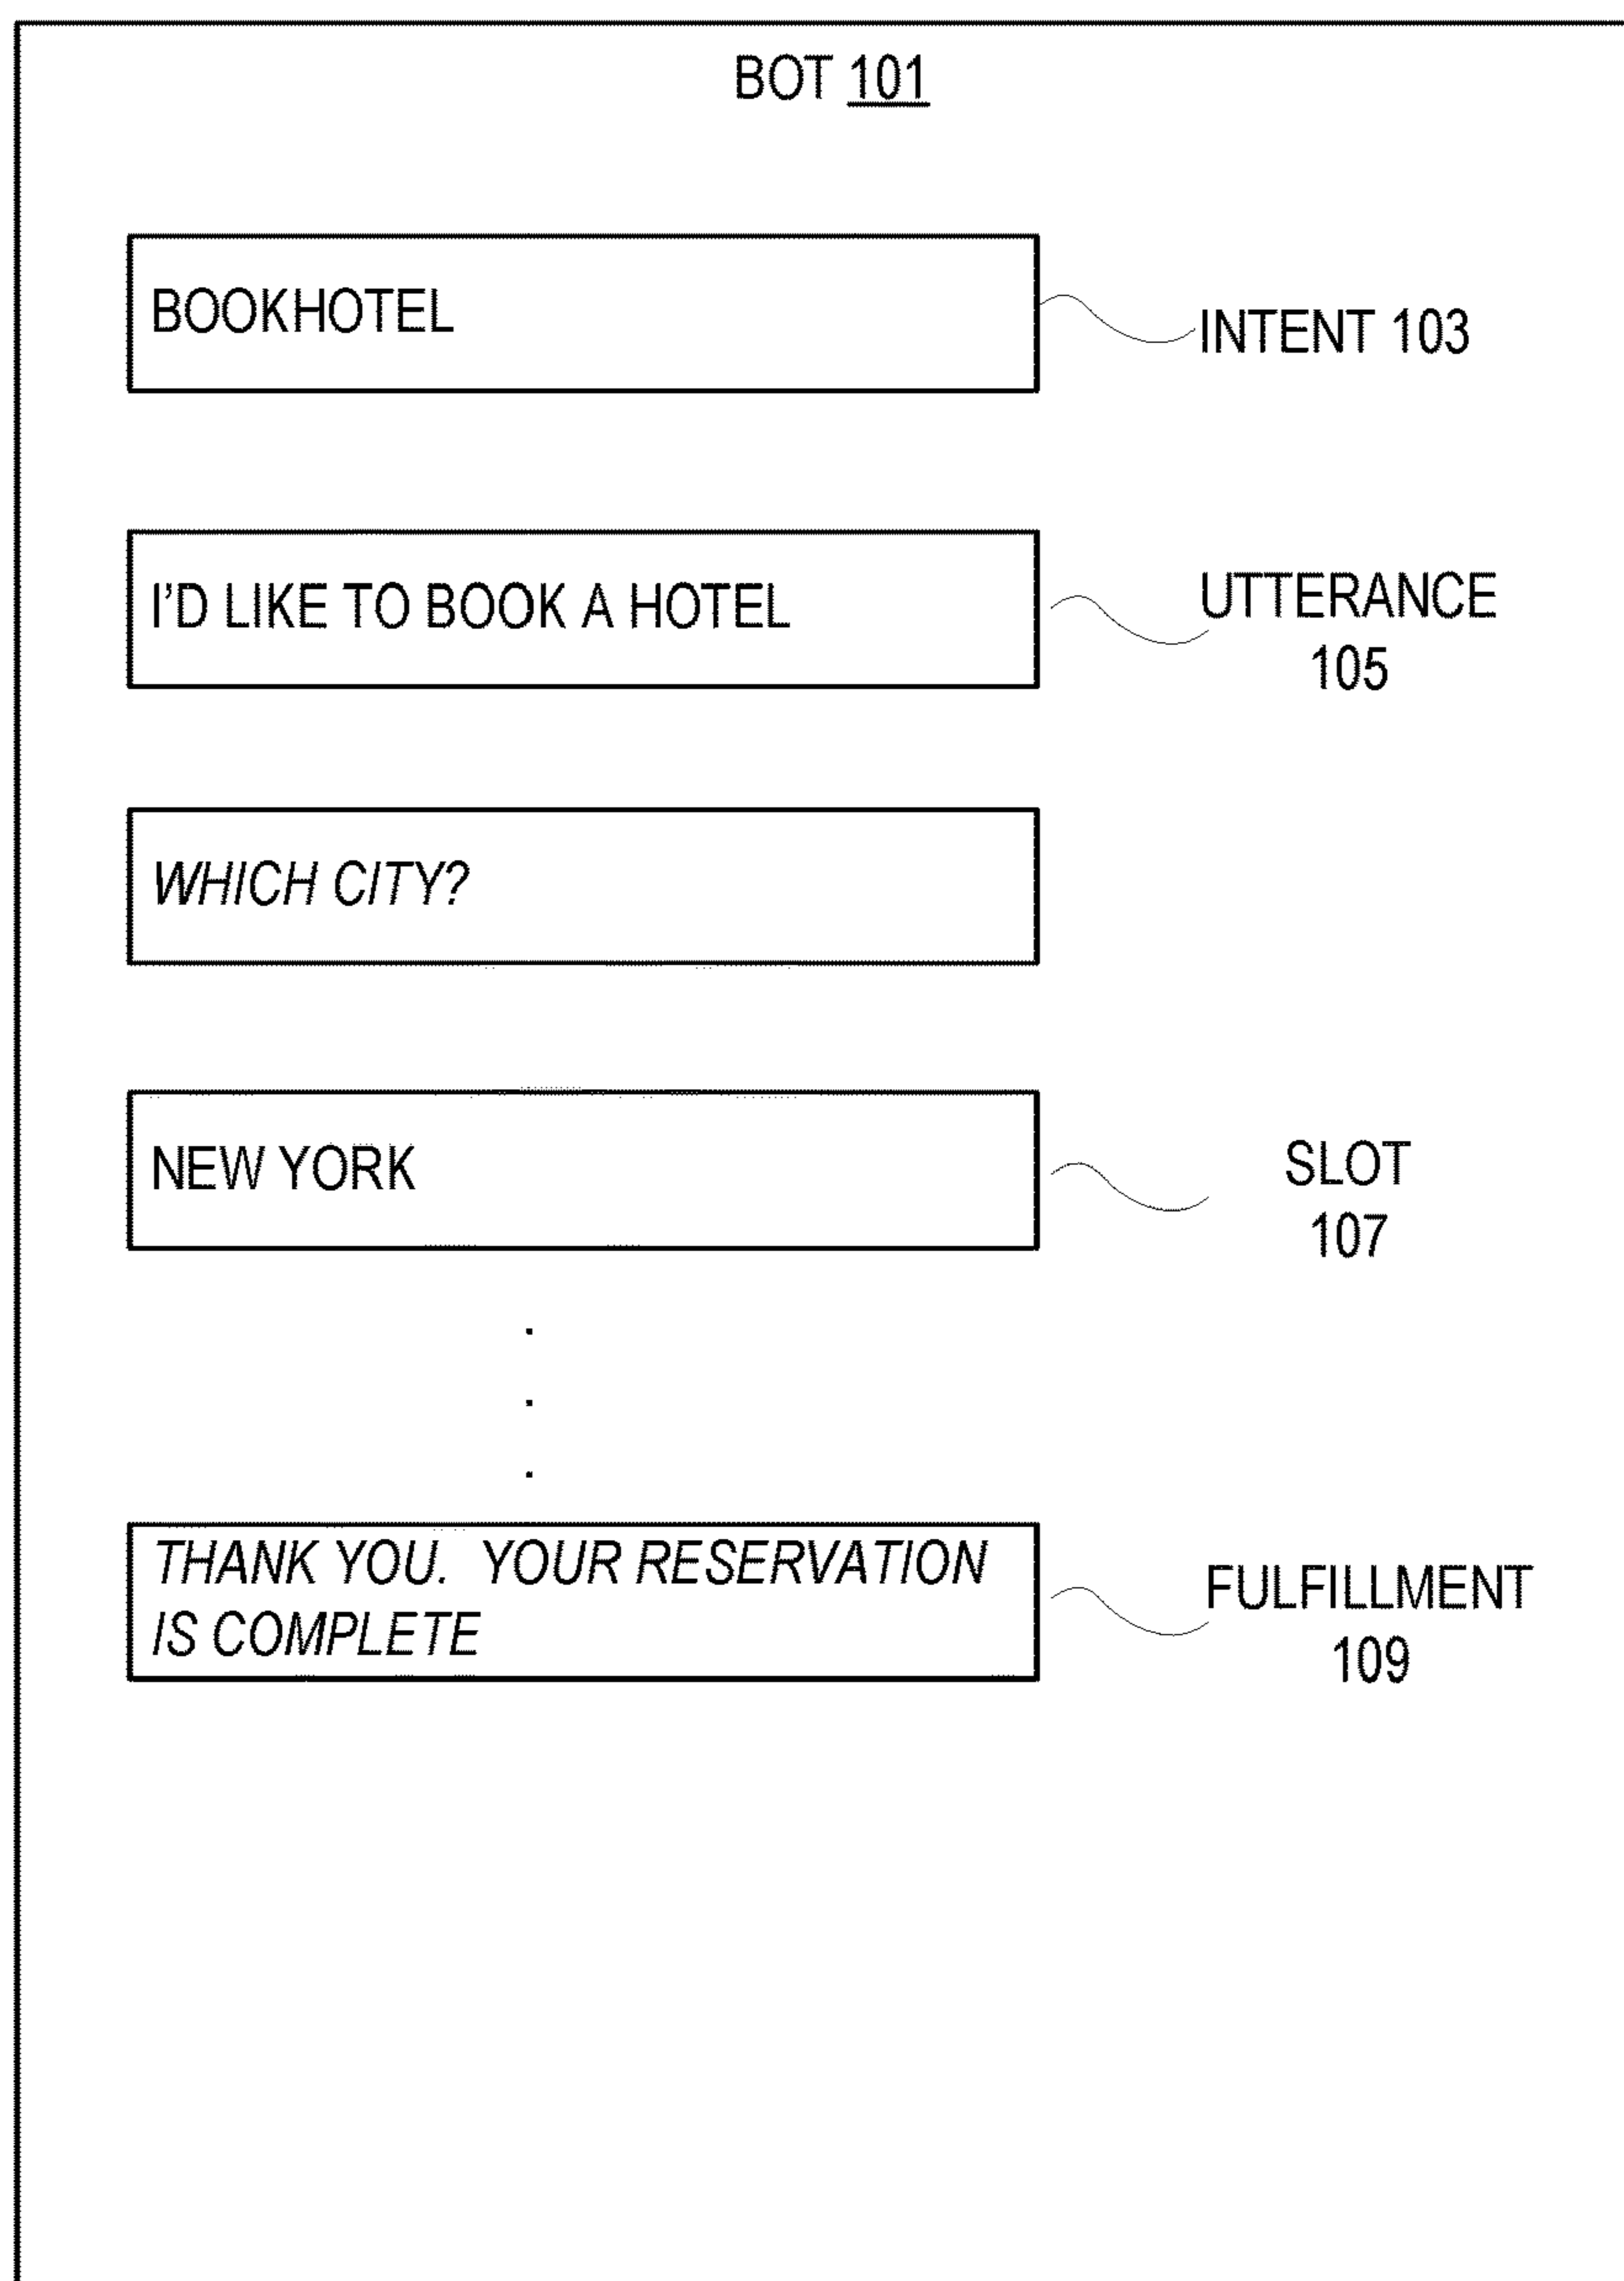 BOT 101
BOOKHOTEL
INTENT 103
I'D LIKE TO BOOK A HOTEL
UTTERANCE
105
WHICH CITY?
NEW YORK
SLOT
107
THANK YOU. YOUR RESERVATION
IS COMPLETE
FULFILLMENT
109